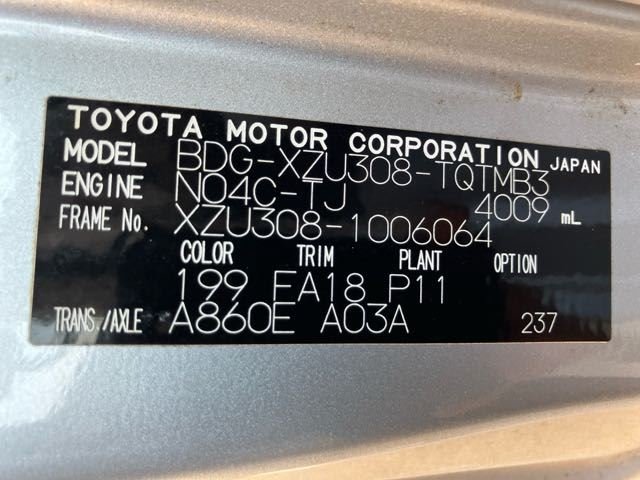 TOYOTA MOTOR CORPORATION JAPAN
MODEL BDG-XZU308-TQTMB3
ENGINE N04C-TJ 4009 mL
FRAME No. XZU308-1006064
COLOR TRIM PLANT OPTION
199 FA18 P11
TRANS./AXLE A860E A03A 237